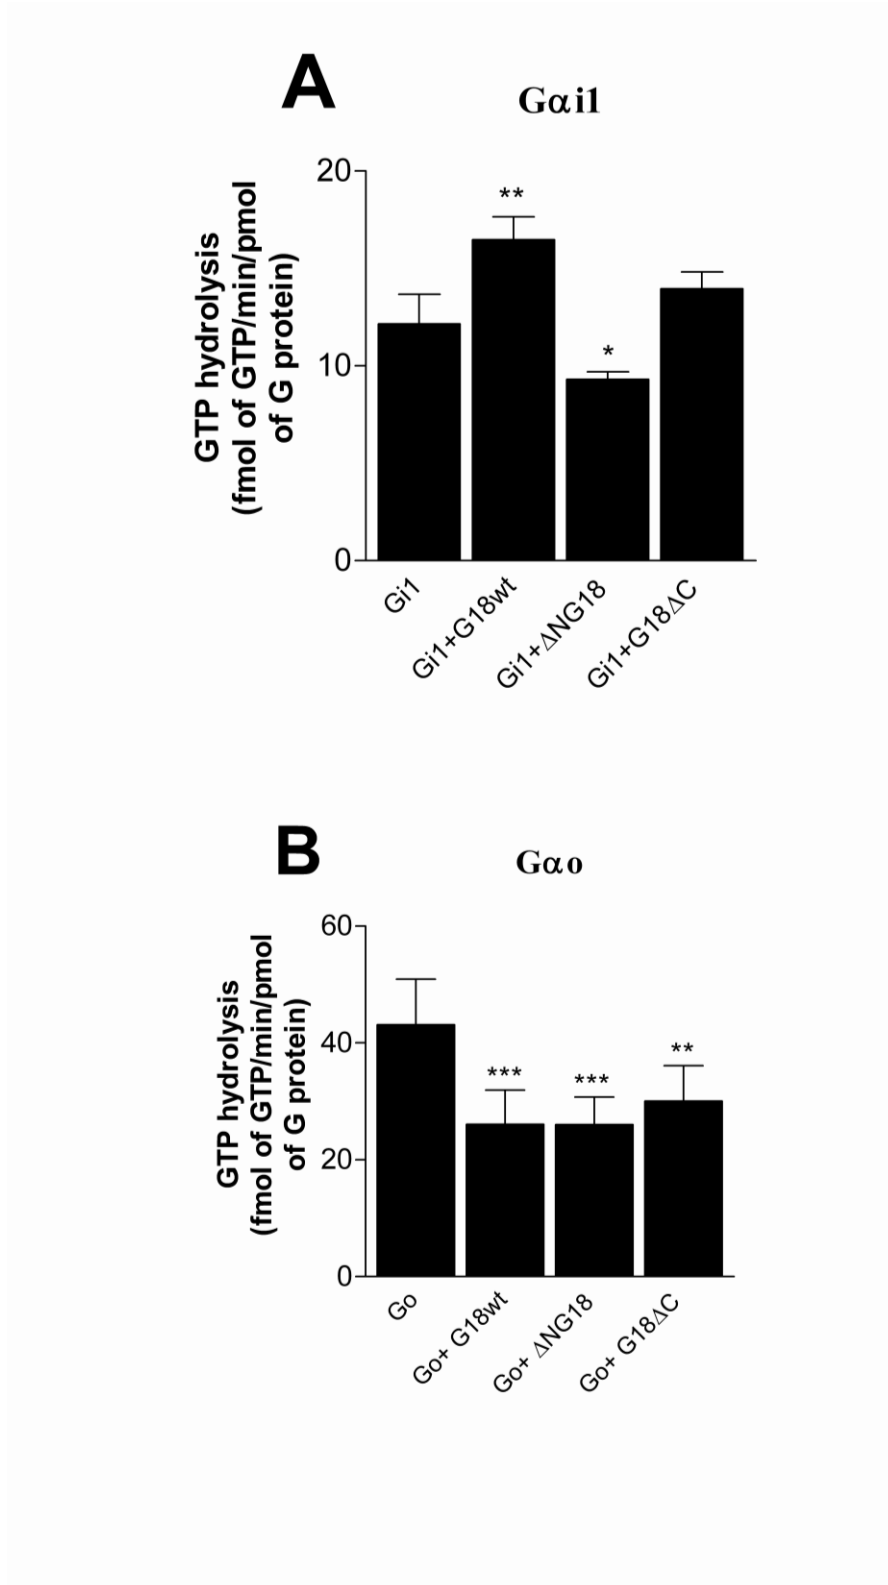 A
Gαi1
GTP hydrolysis
(fmol of GTP/min/pmol
of G protein)
20
10
0
**
*
Gi1
Gi1+G18wt
Gi1+ΔNG18
Gi1+G18ΔC
B
Gαo
GTP hydrolysis
(fmol of GTP/min/pmol
of G protein)
60
40
20
0
***
***
**
Go
Go+ G18wt
Go+ ΔNG18
Go+ G18ΔC